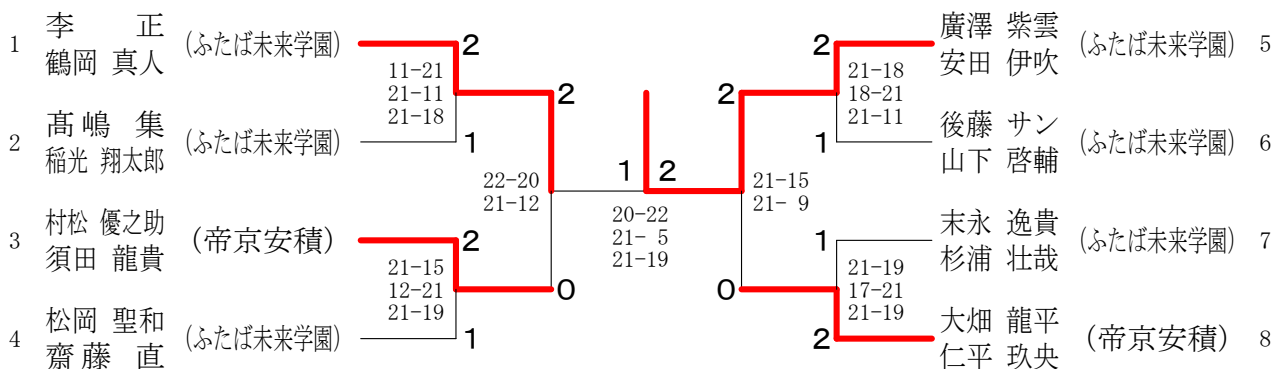 1 李 正
鶴岡 真人
(ふたば未来学園)
2
11-21
21-11
21-18
2
2 髙嶋 集
稲光 翔太郎
(ふたば未来学園)
1
22-20
21-12
3 村松 優之助
須田 龍貴
(帝京安積)
2
21-15
12-21
21-19
0
4 松岡 聖和
齋藤 直
(ふたば未来学園)
1
1 2
20-22
21- 5
21-19
2
廣澤 紫雲
安田 伊吹
(ふたば未来学園) 5
2
21-18
18-21
21-11
1
後藤 サン
山下 啓輔
(ふたば未来学園) 6
21-15
21- 9
1
末永 逸貴
杉浦 壮哉
(ふたば未来学園) 7
0
21-19
17-21
21-19
2
大畑 龍平
仁平 玖央
(帝京安積) 8